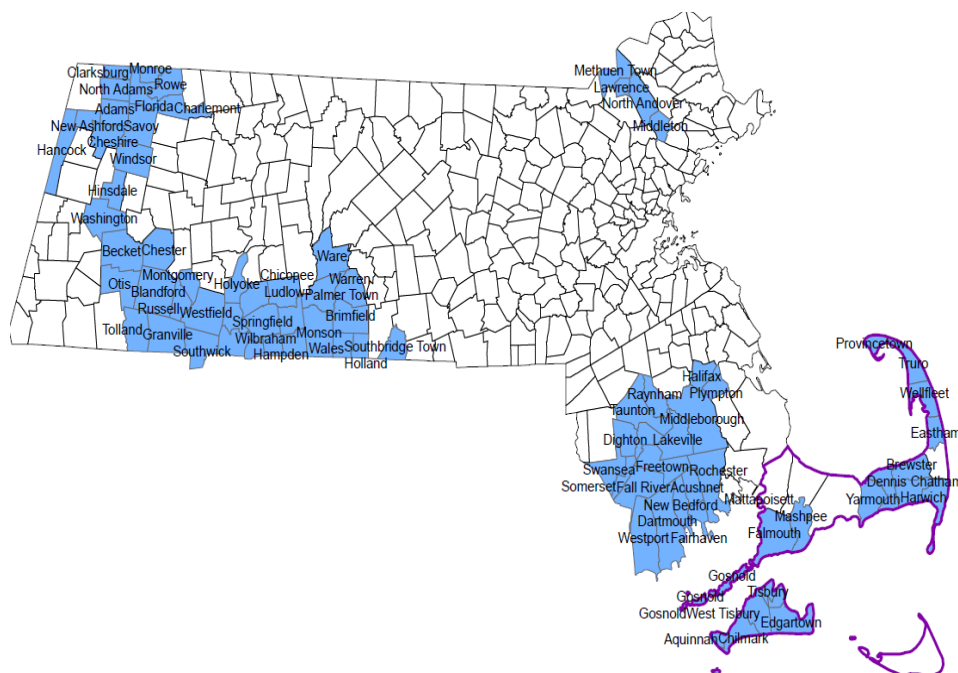 Clarksburg
Monroe
North Adams
Rowe
Adams
Florida
Charlemont
New Ashford
Savoy
Cheshire
Hancock
Windsor
Hinsdale
Washington
Becket
Chester
Otis
Montgomery
Blandford
Holyoke
Chicopee
Ludlow
Ware
Warren
Palmer Town
Russell
Westfield
Springfield
Brimfield
Tolland
Granville
Wilbraham
Monson
Southwick
Hampden
Wales
Southbridge Town
Holland
Methuen Town
Lawrence
North Andover
Middleton
Halifax
Raynham
Plympton
Taunton
Middleborough
Dighton
Lakeville
Swansea
Freetown
Rochester
Somerset
Fall River
Acushnet
Mattapoisett
New Bedford
Dartmouth
Westport
Fairhaven
Provincetown
Truro
Wellfleet
Eastham
Brewster
Dennis
Chatham
Yarmouth
Harwich
Mashpee
Falmouth
Gosnold
Gosnold
Tisbury
Gosnold
West Tisbury
Edgartown
Aquinnah
Chilmark